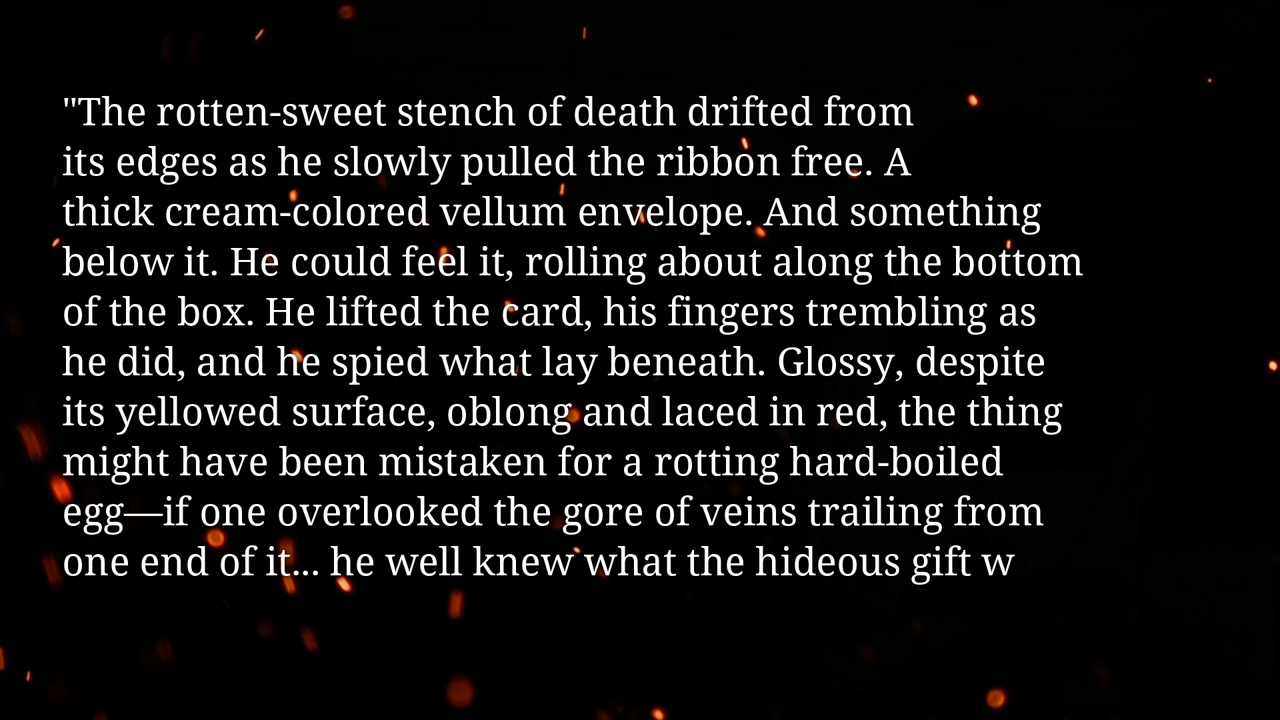 "The rotten-sweet stench of death drifted from
its edges as he slowly pulled the ribbon free. A
thick cream-colored vellum envelope. And something
below it. He could feel it, rolling about along the bottom
of the box. He lifted the card, his fingers trembling as
he did, and he spied what lay beneath. Glossy, despite
its yellowed surface, oblong and laced in red, the thing
might have been mistaken for a rotting hard-boiled
egg—if one overlooked the gore of veins trailing from
one end of it... he well knew what the hideous gift w